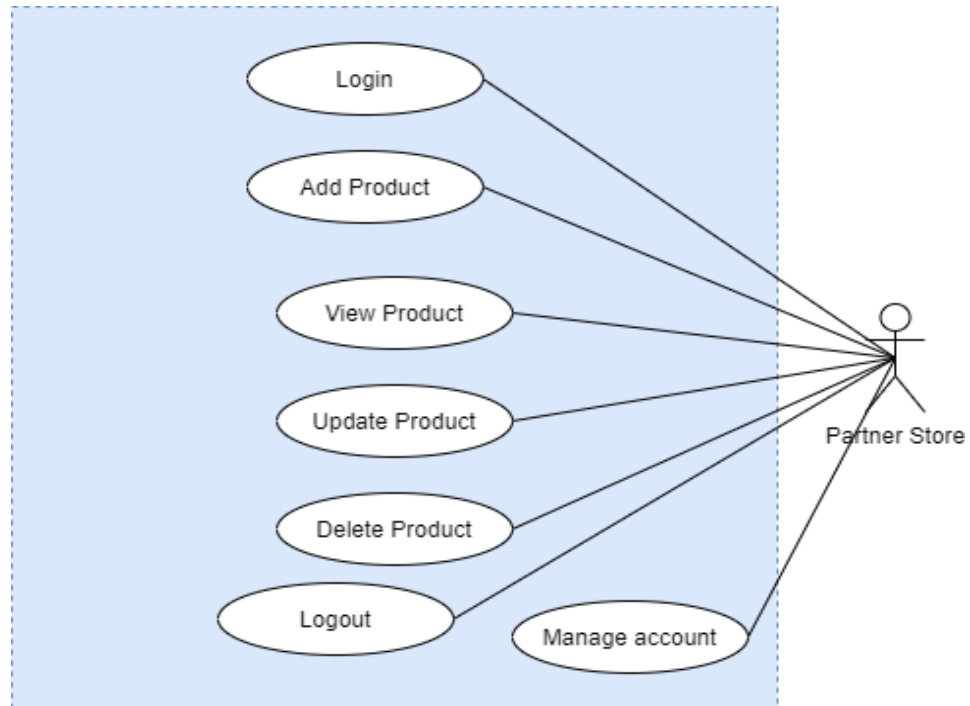 Login
Add Product
View Product
Update Product
Partner Store
Delete Product
Logout
Manage account